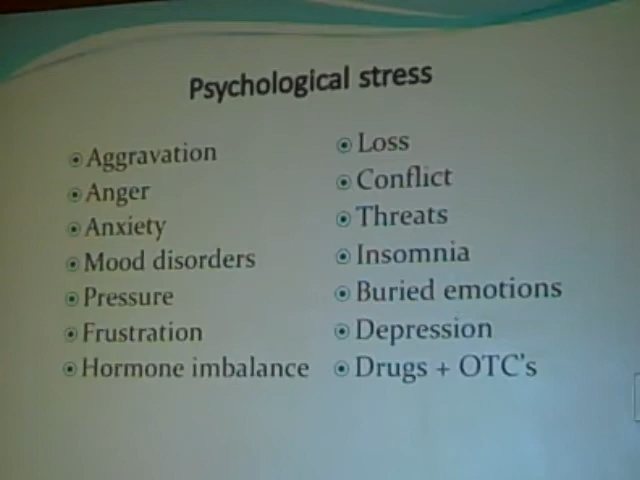 Psychological stress
Aggravation
Anger
Anxiety
Mood disorders
Pressure
Frustration
Hormone imbalance
Loss
Conflict
Threats
Insomnia
Buried emotions
Depression
Drugs + OTC's